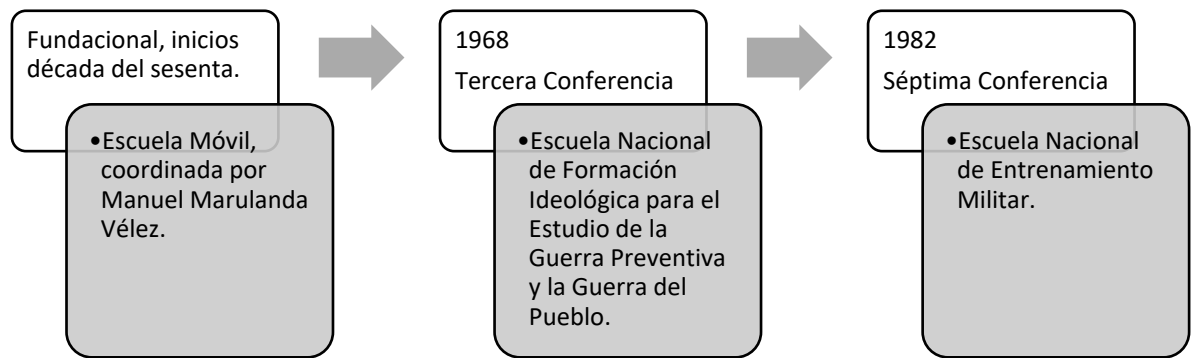 Fundacional, inicios
década del sesenta.
•Escuela Móvil,
coordinada por
Manuel Marulanda
Vélez.
1968
Tercera Conferencia
•Escuela Nacional
de Formación
Ideológica para el
Estudio de la
Guerra Preventiva
y la Guerra del
Pueblo.
1982
Séptima Conferencia
•Escuela Nacional
de Entrenamiento
Militar.